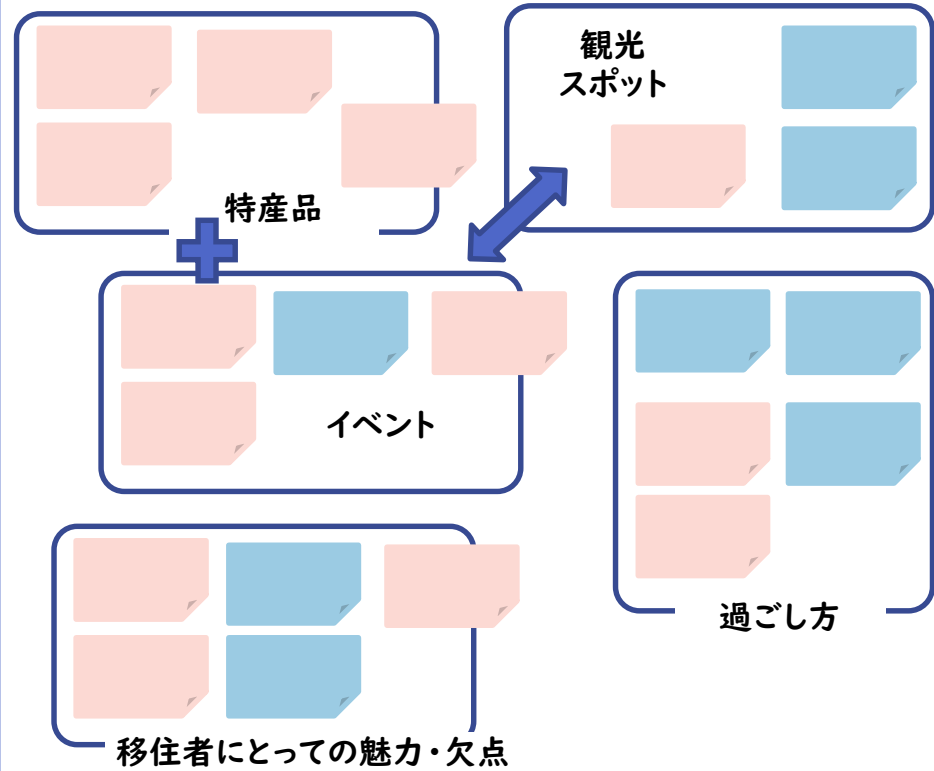 観光
スポット
特産品
イベント
過ごし方
移住者にとっての魅力・欠点